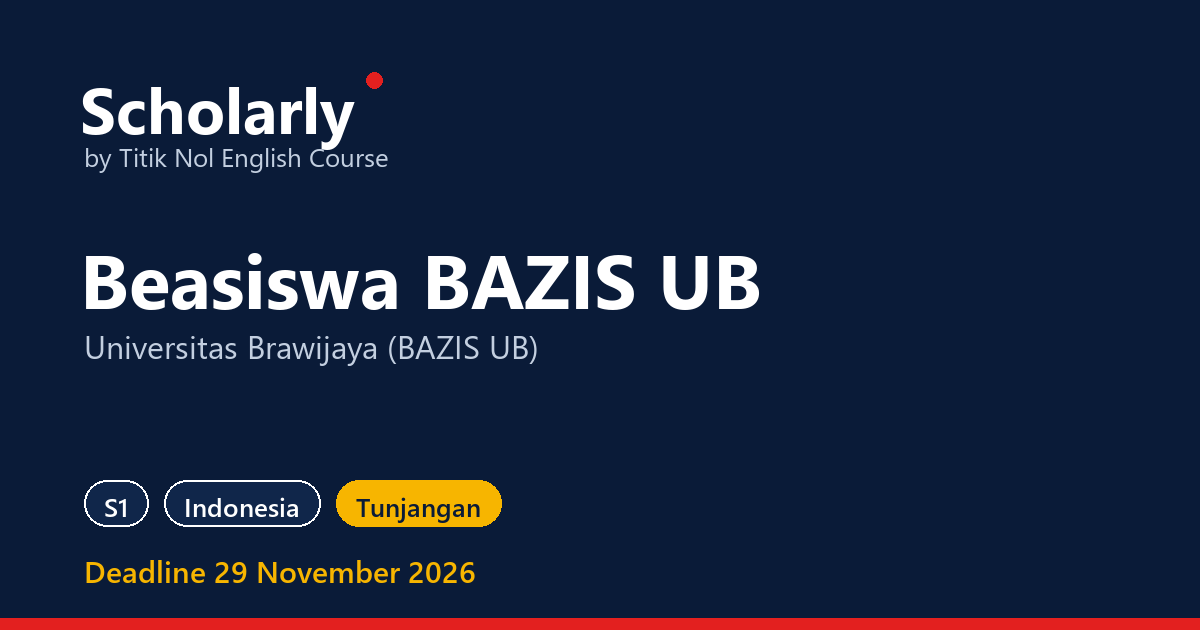 Scholarly
by Titik Nol English Course
Beasiswa BAZIS UB
Universitas Brawijaya (BAZIS UB)
S1 Indonesia Tunjangan
Deadline 29 November 2026